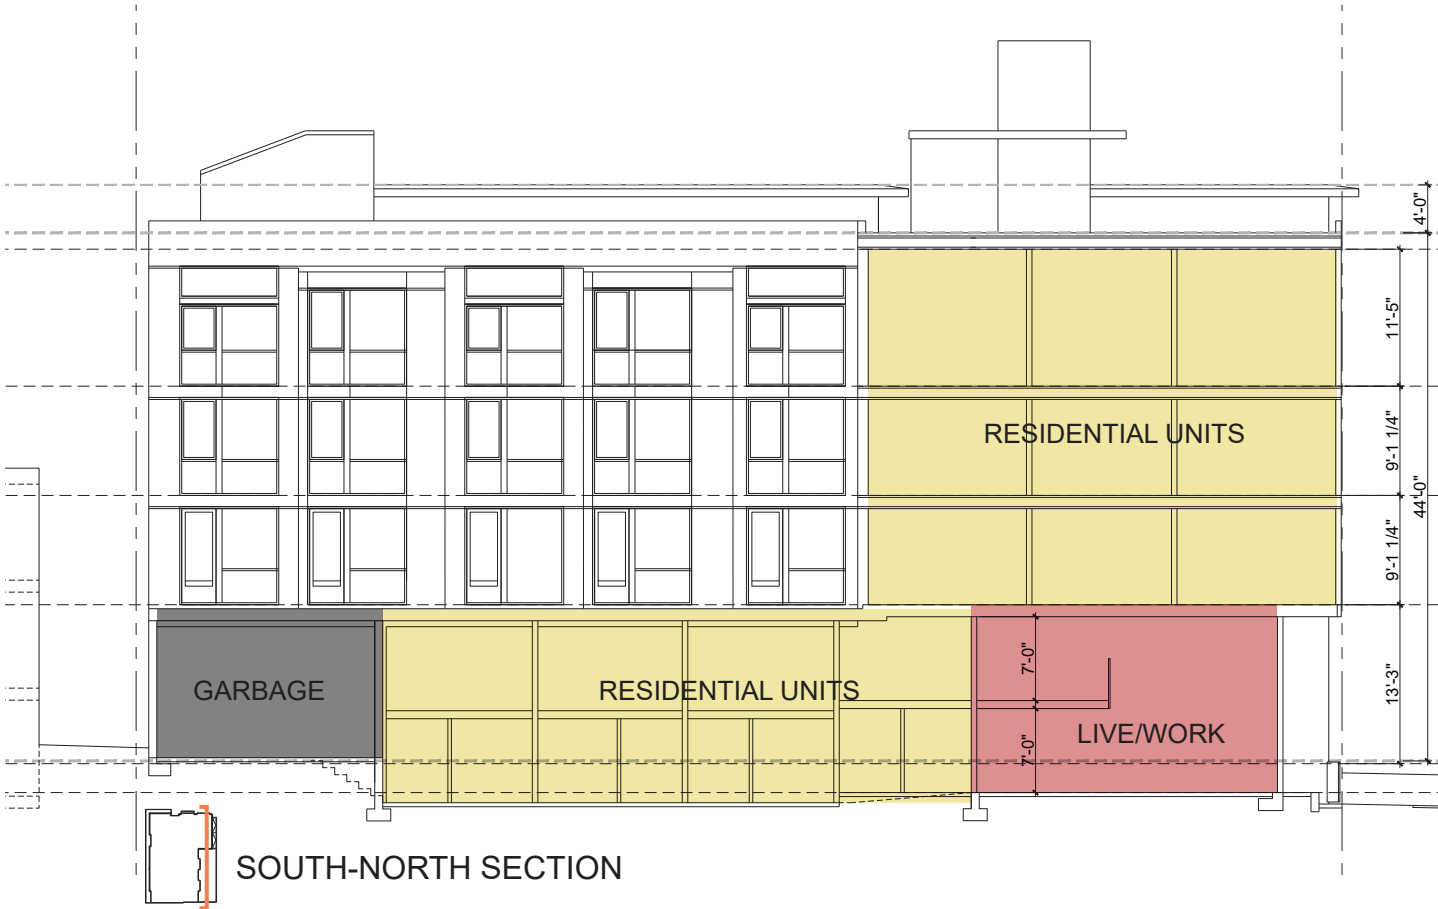 4'-0"
11'-5"
RESIDENTIAL UNITS
9'-1 1/4"
44'-0"
9'-1 1/4"
7'-0"
GARBAGE
RESIDENTIAL UNITS
13'-3"
LIVE/WORK
7'-0"
SOUTH-NORTH SECTION